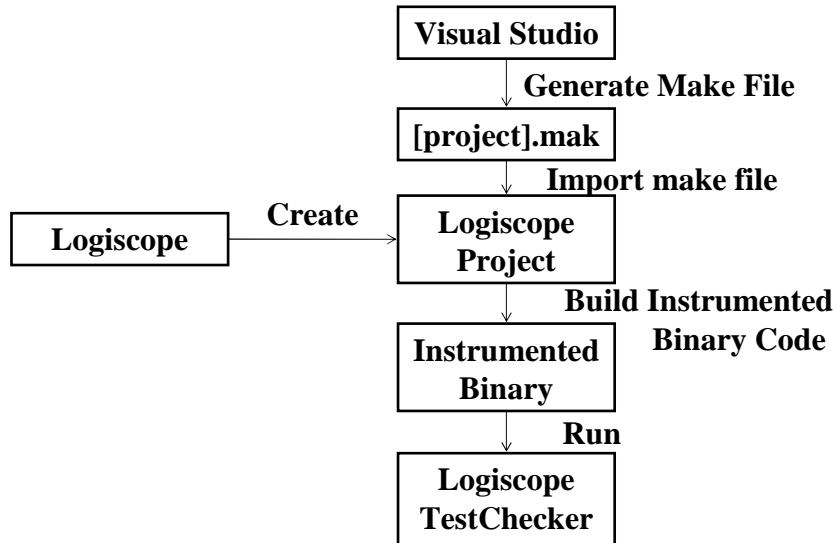 Visual Studio
Generate Make File
[project].mak
Import make file
Logiscope
Create
Logiscope
Project
Build Instrumented
Binary Code
Instrumented
Binary
Run
Logiscope
TestChecker